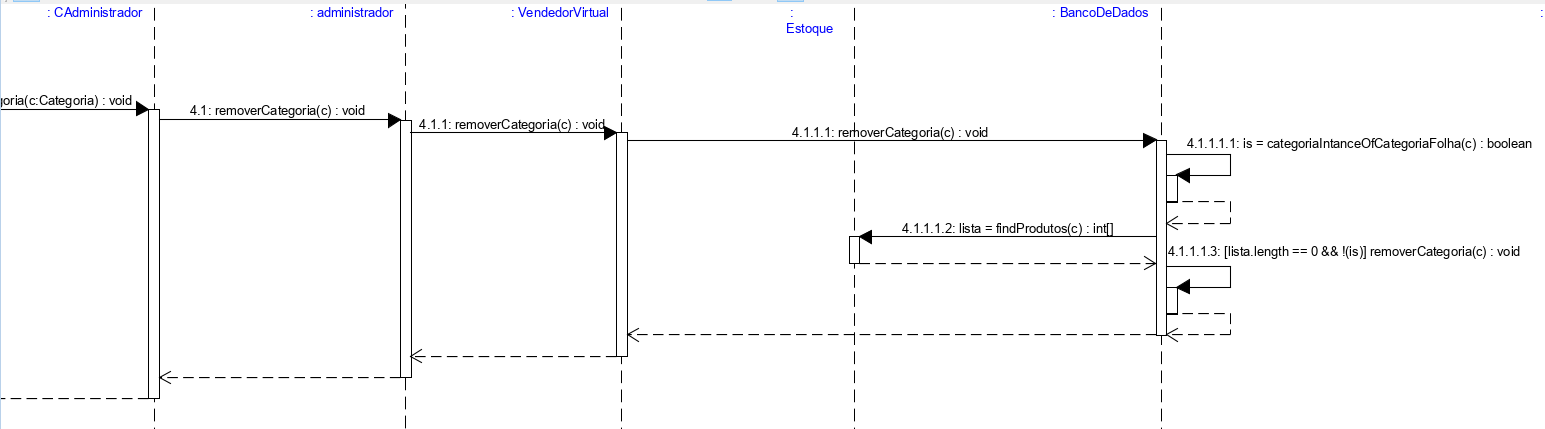 : CAdministrador
: administrador
: VendedorVirtual
:
Estoque
: BancoDeDados
:
goria(c:Categoria) : void
4.1: removerCategoria(c) : void
4.1.1: removerCategoria(c) : void
4.1.1.1: removerCategoria(c) : void
4.1.1.1.1: is = categoriaIntanceOfCategoriaFolha(c) : boolean
4.1.1.1.2: lista = findProdutos(c) : int[]
4.1.1.1.3: [lista.length == 0 && !(is)] removerCategoria(c) : void